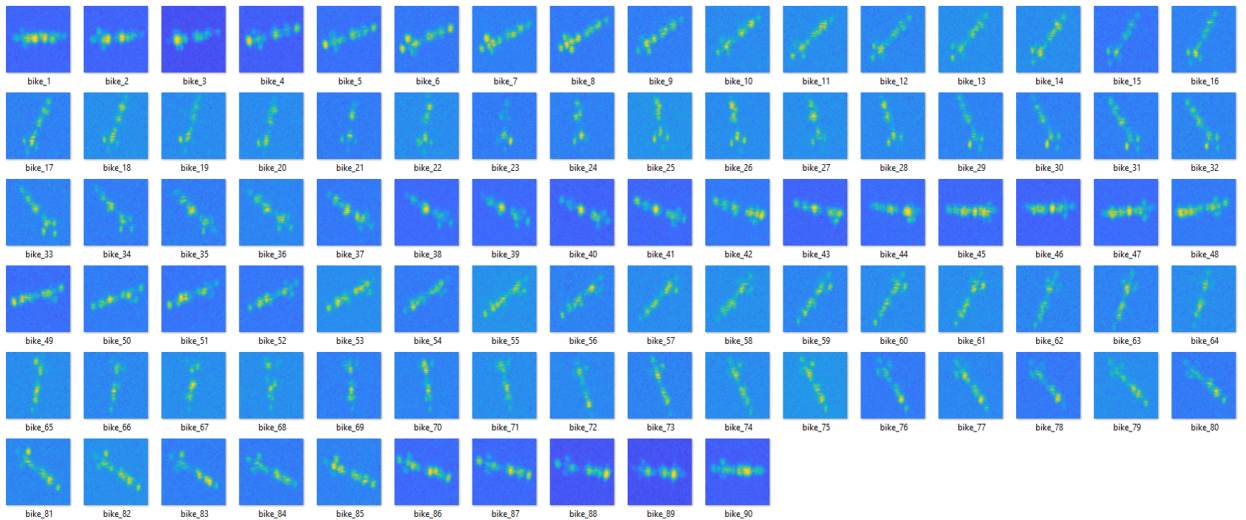 bike_1 bike_2 bike_3 bike_4 bike_5 bike_6 bike_7 bike_8 bike_9 bike_10 bike_11 bike_12 bike_13 bike_14 bike_15 bike_16
bike_17 bike_18 bike_19 bike_20 bike_21 bike_22 bike_23 bike_24 bike_25 bike_26 bike_27 bike_28 bike_29 bike_30 bike_31 bike_32
bike_33 bike_34 bike_35 bike_36 bike_37 bike_38 bike_39 bike_40 bike_41 bike_42 bike_43 bike_44 bike_45 bike_46 bike_47 bike_48
bike_49 bike_50 bike_51 bike_52 bike_53 bike_54 bike_55 bike_56 bike_57 bike_58 bike_59 bike_60 bike_61 bike_62 bike_63 bike_64
bike_65 bike_66 bike_67 bike_68 bike_69 bike_70 bike_71 bike_72 bike_73 bike_74 bike_75 bike_76 bike_77 bike_78 bike_79 bike_80
bike_81 bike_82 bike_83 bike_84 bike_85 bike_86 bike_87 bike_88 bike_89 bike_90